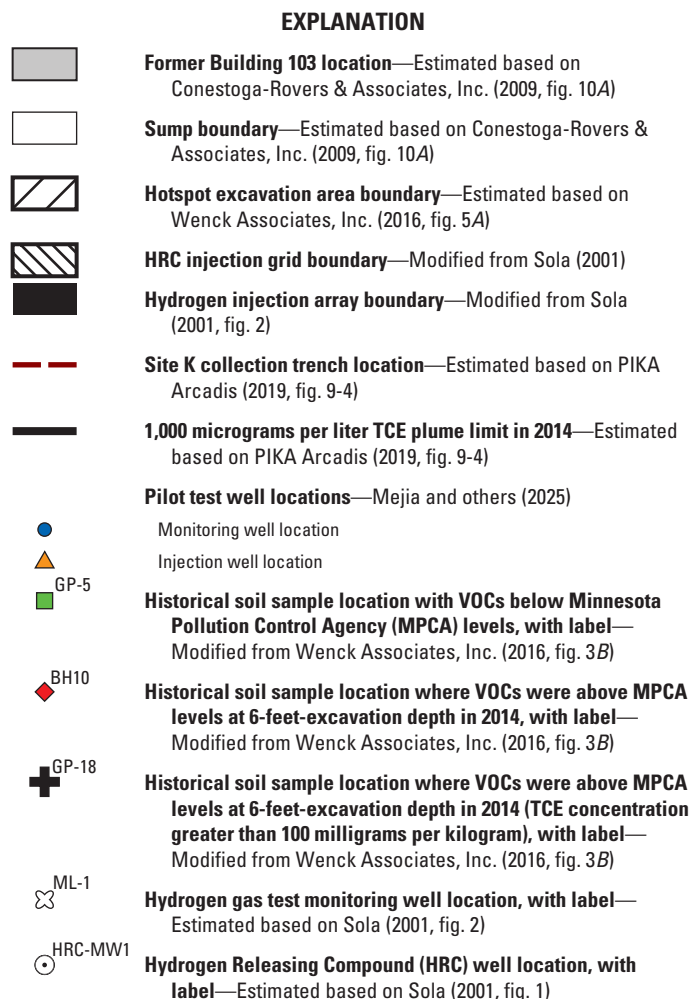 EXPLANATION
Former Building 103 location—Estimated based on
Conestoga-Rovers & Associates, Inc. (2009, fig. 10A)
Sump boundary—Estimated based on Conestoga-Rovers &
Associates, Inc. (2009, fig. 10A)
Hotspot excavation area boundary—Estimated based on
Wenck Associates, Inc. (2016, fig. 5A)
HRC injection grid boundary—Modified from Sola (2001)
Hydrogen injection array boundary—Modified from Sola
(2001, fig. 2)
Site K collection trench location—Estimated based on PIKA
Arcadis (2019, fig. 9-4)
1,000 micrograms per liter TCE plume limit in 2014—Estimated
based on PIKA Arcadis (2019, fig. 9-4)
Pilot test well locations—Mejia and others (2025)
Monitoring well location
Injection well location
GP-5
Historical soil sample location with VOCs below Minnesota
Pollution Control Agency (MPCA) levels, with label—
Modified from Wenck Associates, Inc. (2016, fig. 3B)
BH10
Historical soil sample location where VOCs were above MPCA
levels at 6-feet-excavation depth in 2014, with label—
Modified from Wenck Associates, Inc. (2016, fig. 3B)
GP-18
Historical soil sample location where VOCs were above MPCA
levels at 6-feet-excavation depth in 2014 (TCE concentration
greater than 100 milligrams per kilogram), with label—
Modified from Wenck Associates, Inc. (2016, fig. 3B)
ML-1
Hydrogen gas test monitoring well location, with label—
Estimated based on Sola (2001, fig. 2)
HRC-MW1
Hydrogen Releasing Compound (HRC) well location, with
label—Estimated based on Sola (2001, fig. 1)